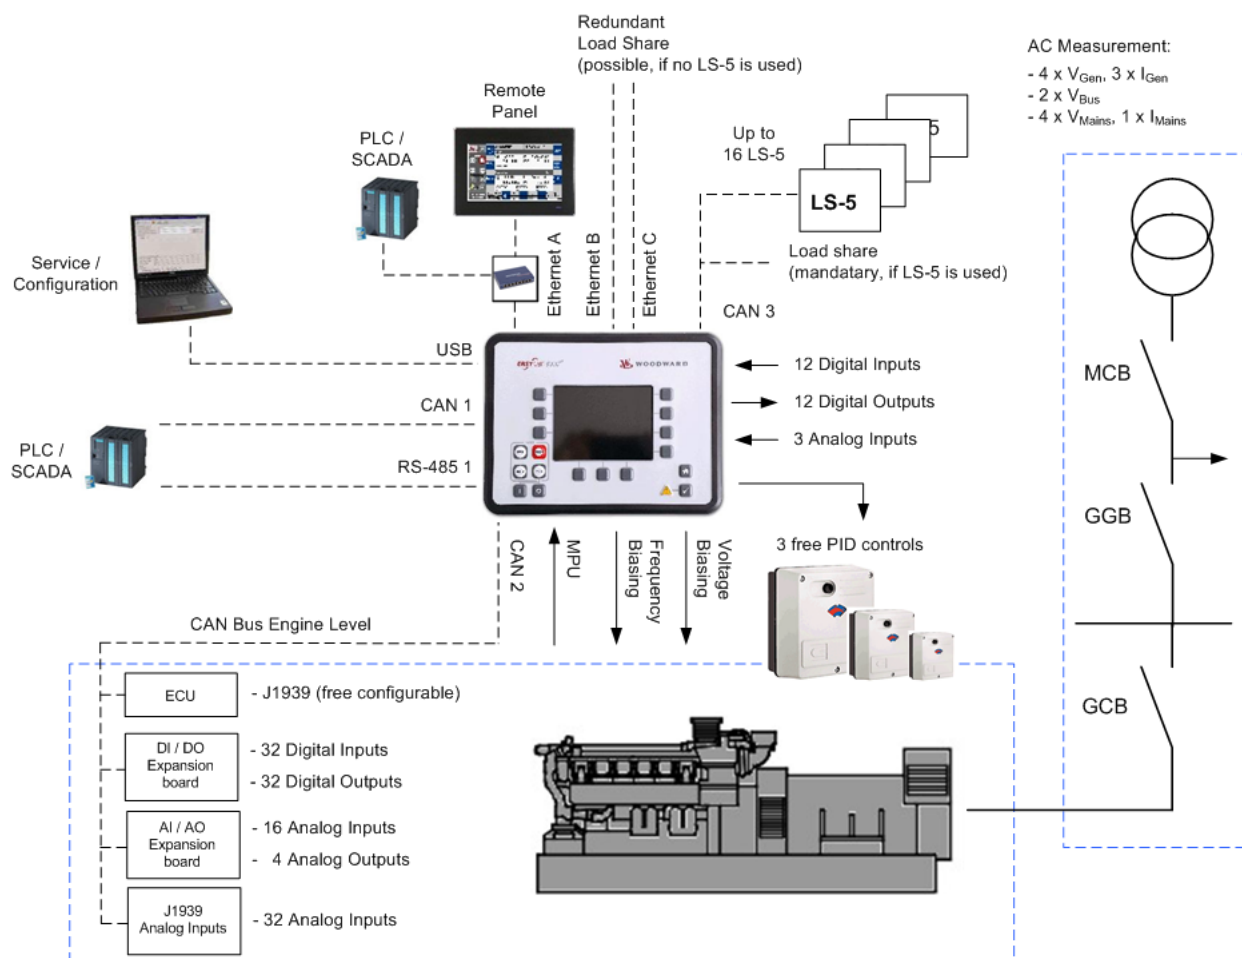 Redundant
Load Share
(possible, if no LS-5 is used)
AC Measurement:
- 4 x VGen, 3 x IGen
- 2 x VBus
- 4 x VMains, 1 x IMains
Remote
Panel
PLC /
SCADA
Up to
16 LS-5
5
LS-5
Service /
Configuration
Ethernet A
Ethernet B
Ethernet C
Load share
(mandatary, if LS-5 is used)
CAN 3
USB
WOODWARD
12 Digital Inputs
MCB
CAN 1
12 Digital Outputs
3 Analog Inputs
PLC /
SCADA
RS-485 1
GGB
CAN 2
MPU
Frequency
Biasing
Voltage
Biasing
3 free PID controls
CAN Bus Engine Level
ECU
- J1939 (free configurable)
GCB
DI / DO
Expansion
board
- 32 Digital Inputs
- 32 Digital Outputs
AI / AO
Expansion
board
- 16 Analog Inputs
- 4 Analog Outputs
J1939
Analog Inputs
- 32 Analog Inputs